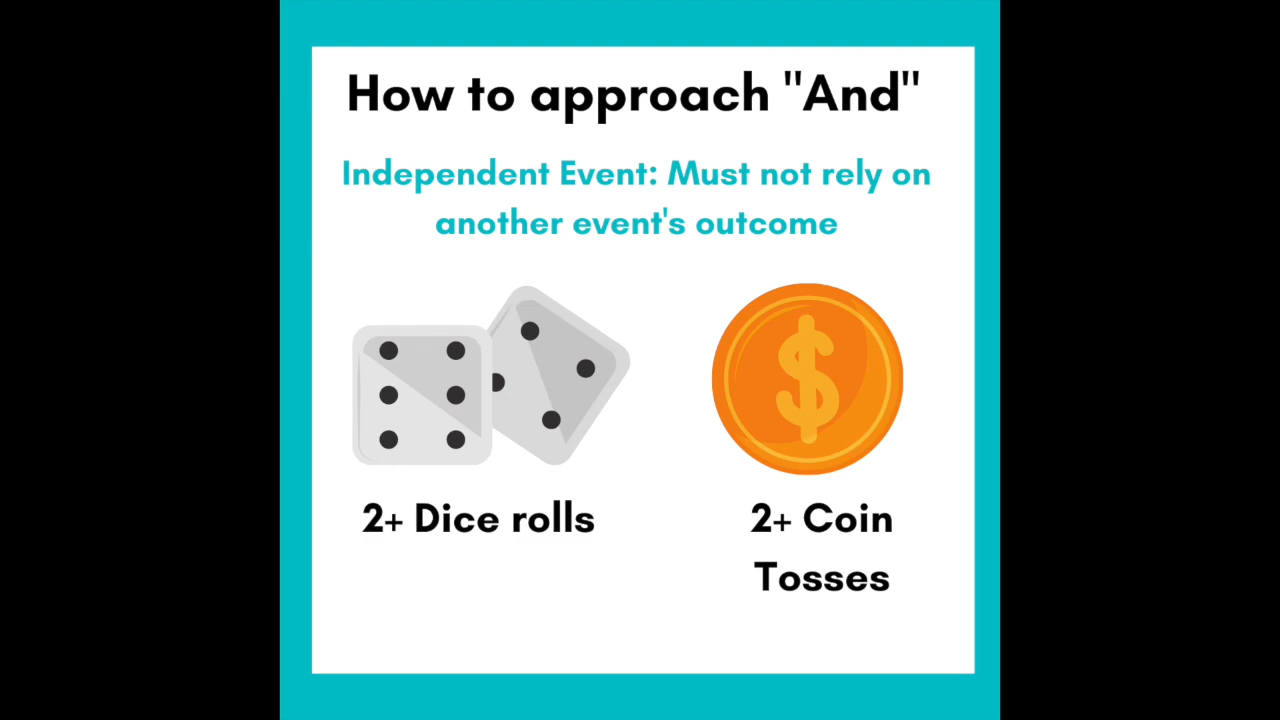 How to approach "And"
Independent Event: Must not rely on
another event's outcome
2+ Dice rolls
2+ Coin
Tosses